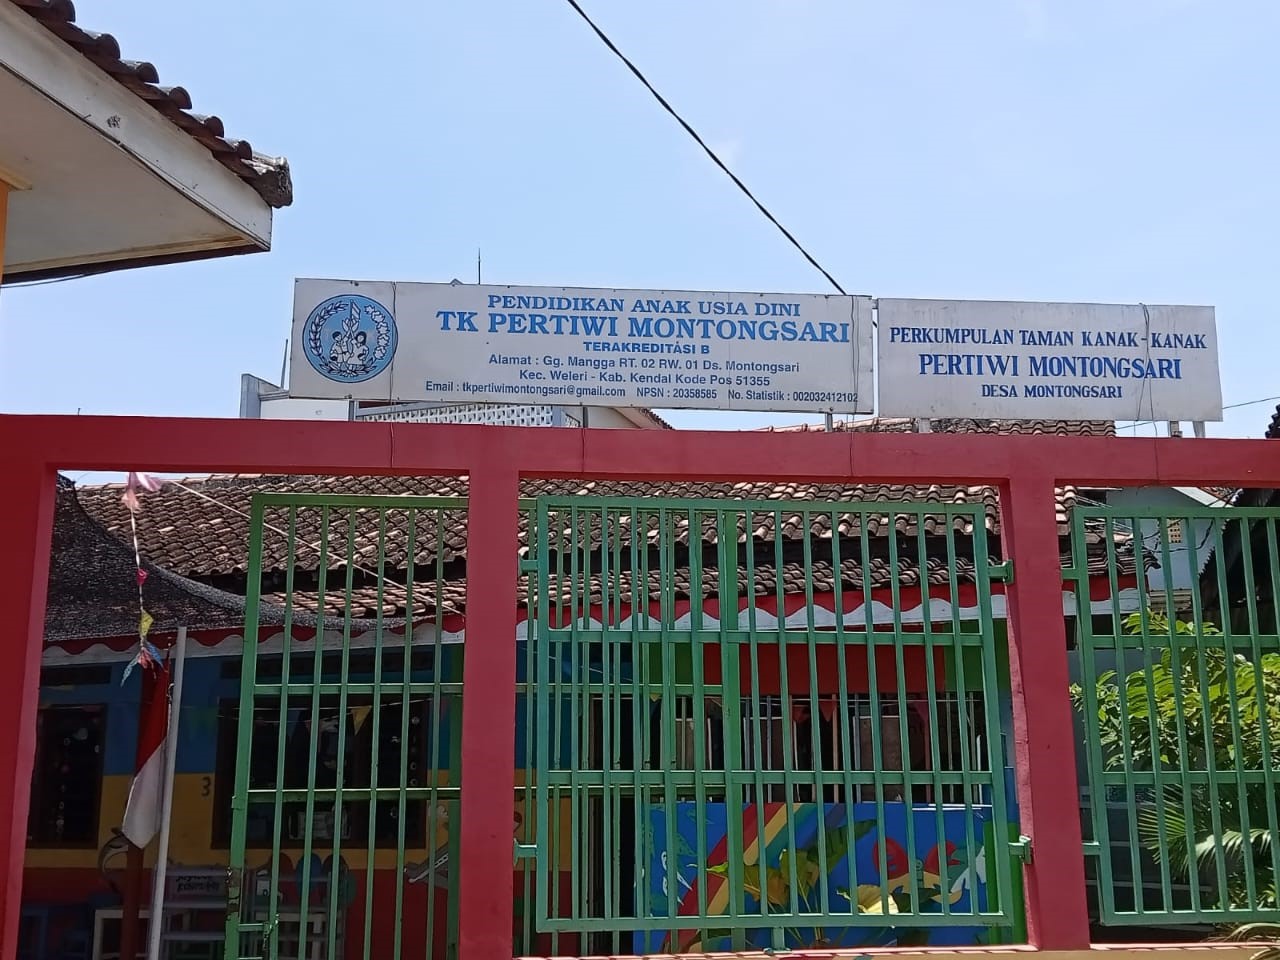 PENDIDIKAN ANAK USIA DINI
TK PERTIWI MONTONGSARI
TERAKREDITASI B
Alamat : Gg. Mangga RT. 02 RW. 01 Ds. Montongsari
Kec. Weleri - Kab. Kendal Kode Pos 51355
Email : tkpertiwimontongsari@gmail.com NPSN : 20358585 No. Statistik : 002032412102
PERKUMPULAN TAMAN KANAK - KANAK
PERTIWI MONTONGSARI
DESA MONTONGSARI
3